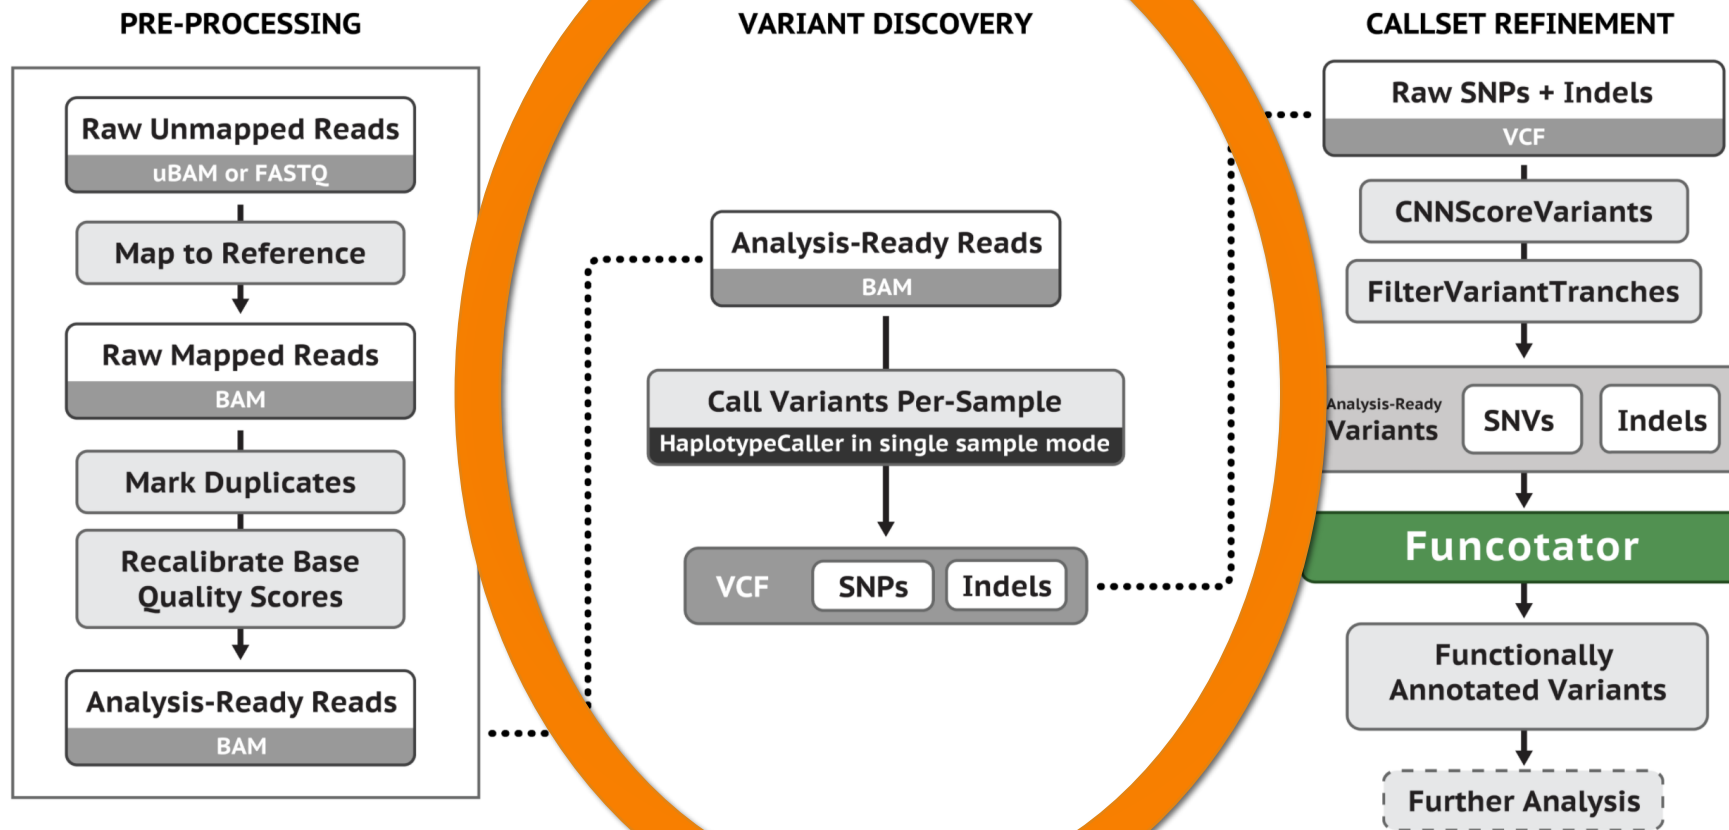 PRE-PROCESSING
Raw Unmapped Reads
uBAM or FASTQ
Map to Reference
Raw Mapped Reads
BAM
Mark Duplicates
Recalibrate Base
Quality Scores
Analysis-Ready Reads
BAM
VARIANT DISCOVERY
Analysis-Ready Reads
BAM
Call Variants Per-Sample
HaplotypeCaller in single sample mode
VCF SNPs Indels
CALLSET REFINEMENT
Raw SNPs + Indels
VCF
CNNScoreVariants
FilterVariantTranches
Analysis-Ready
Variants SNVs Indels
Funcotator
Functionally
Annotated Variants
Further Analysis